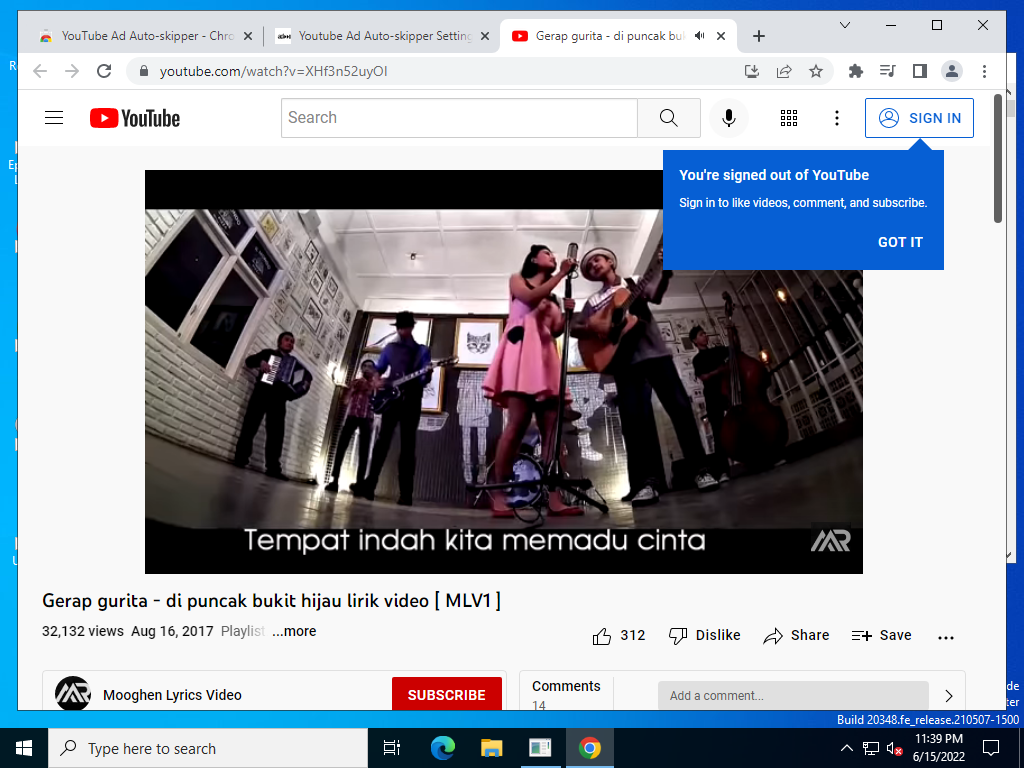 YouTube Ad Auto-skipper - Chro
Youtube Ad Auto-skipper Setting
Gerap gurita - di puncak buk
youtube.com/watch?v=XHf3n52uyOI
YouTube
Search
SIGN IN
You're signed out of YouTube
Sign in to like videos, comment, and subscribe.
GOT IT
Tempat indah kita memadu cinta
Gerap gurita - di puncak bukit hijau lirik video [ MLV1 ]
32,132 views Aug 16, 2017 Playlist ...more
312 Dislike Share Save
Mooghen Lyrics Video
SUBSCRIBE
Comments
14
Add a comment...
Build 20348.fe_release.210507-1500
Type here to search
11:39 PM
6/15/2022